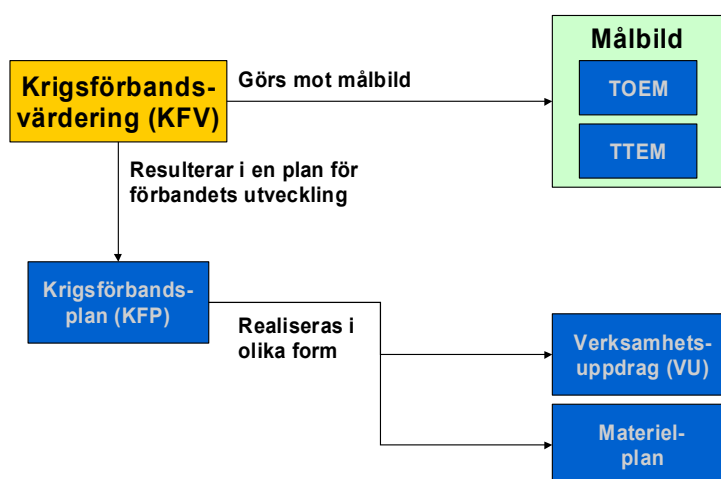 Målbild
Krigsförbands-
värdering (KFV)
Görs mot målbild
TOEM
TTEM
Resulterar i en plan för
förbandets utveckling
Krigsförbands-
plan (KFP)
Realiseras i
olika form
Verksamhets-
uppdrag (VU)
Materiel-
plan